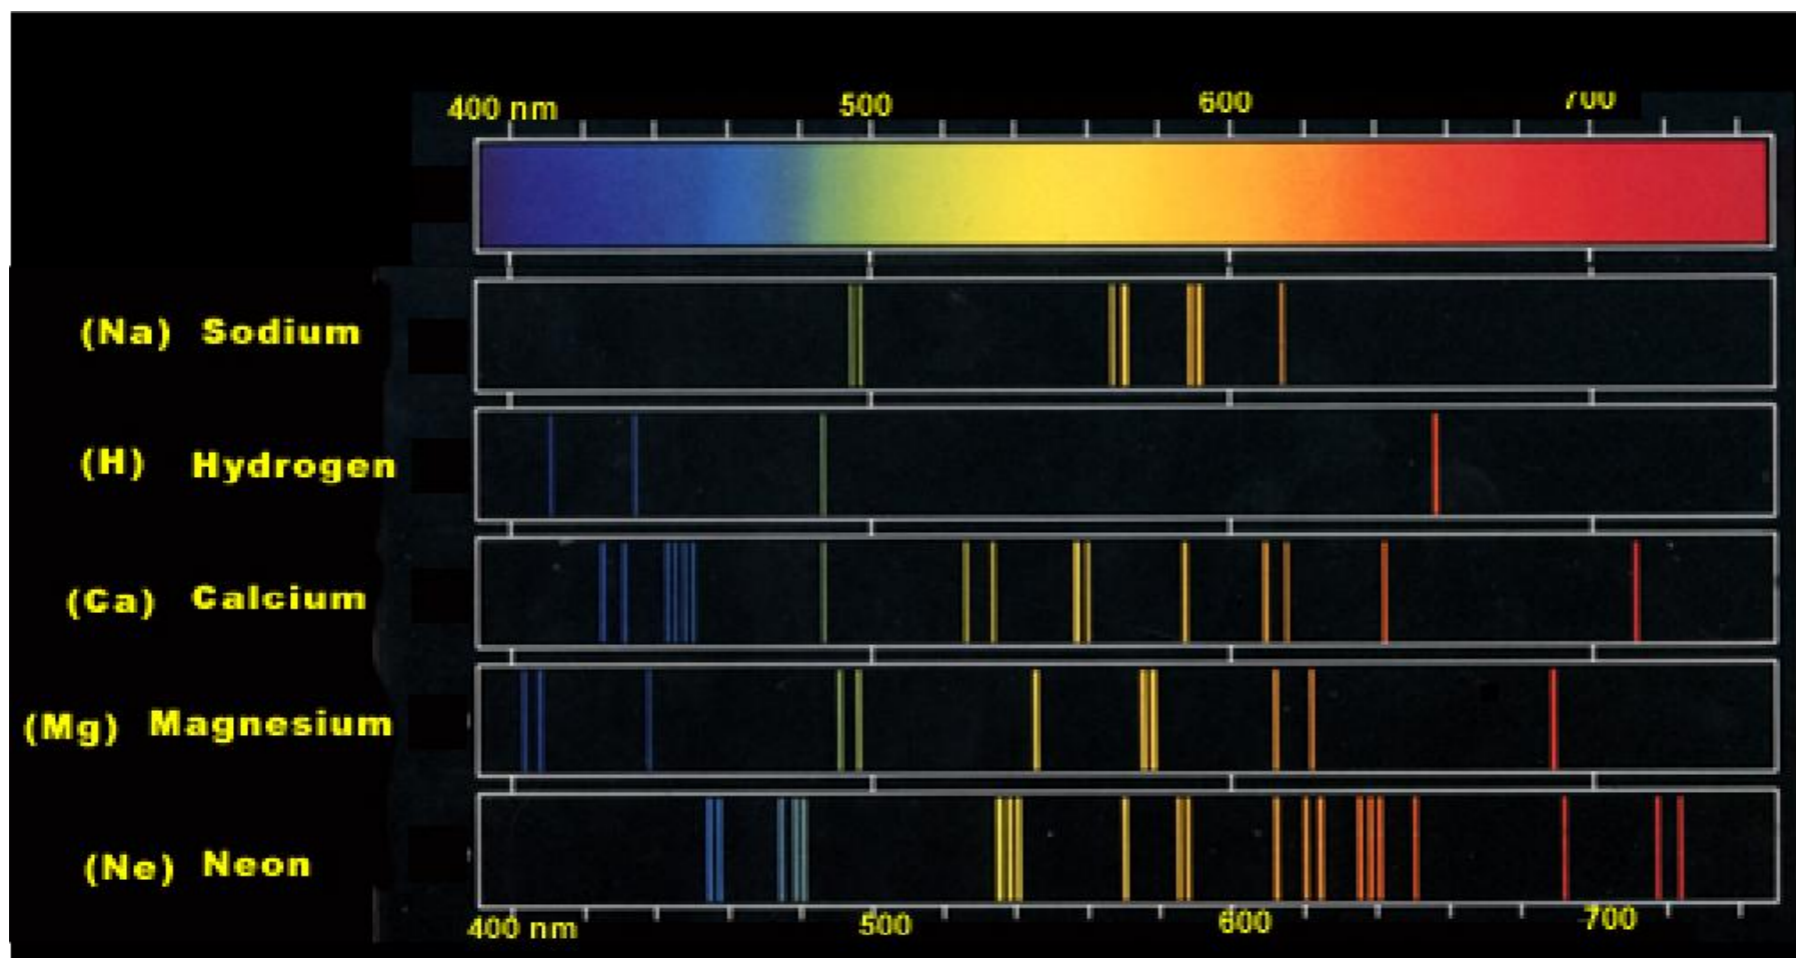 400 nm 500 600 700
(Na) Sodium
(H) Hydrogen
(Ca) Calcium
(Mg) Magnesium
(Ne) Neon
400 nm 500 600 700